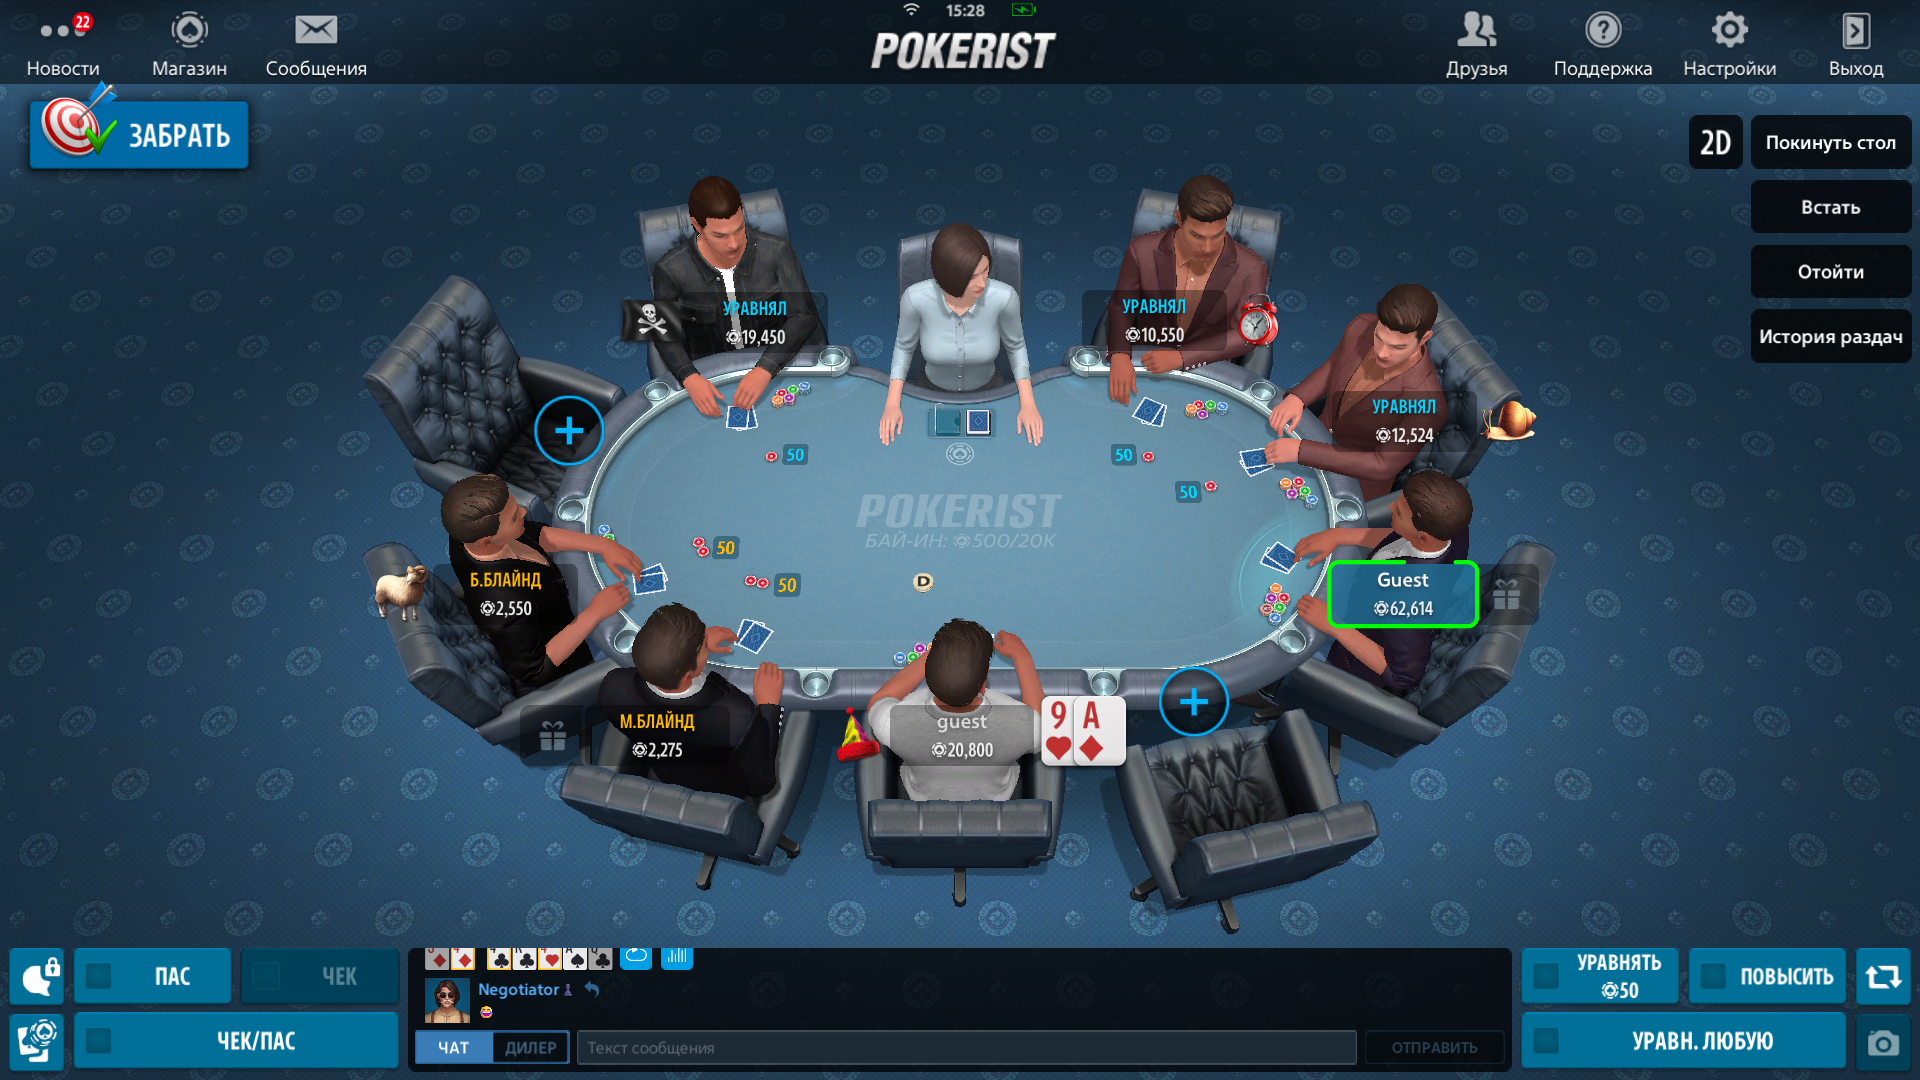 22
15:28
Новости
Магазин
Сообщения
POKERIST
Друзья
Поддержка
Настройки
Выход
ЗАБРАТЬ
2D
Покинуть стол
Встать
Отойти
История раздач
УРАВНЯЛ
19,450
УРАВНЯЛ
10,550
УРАВНЯЛ
12,524
50
50
50
POKERIST
БАЙ-ИН: 500/20K
50
50
D
Б.БЛАЙНД
2,550
Guest
62,614
М.БЛАЙНД
2,275
guest
20,800
9 A
ПАС
ЧЕК
ЧЕК/ПАС
Negotiator
ЧАТ
ДИЛЕР
Текст сообщения
ОТПРАВИТЬ
УРАВНЯТЬ
50
ПОВЫСИТЬ
УРАВН. ЛЮБУЮ